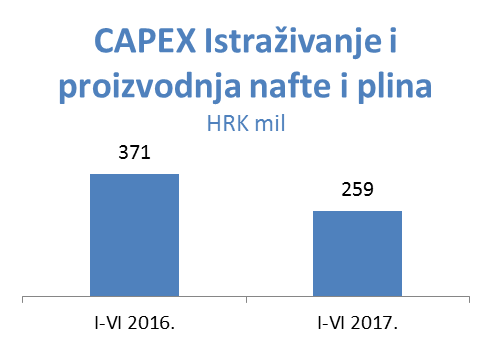 CAPEX Istraživanje i
proizvodnja nafte i plina
HRK mil
371
259
I-VI 2016.
I-VI 2017.